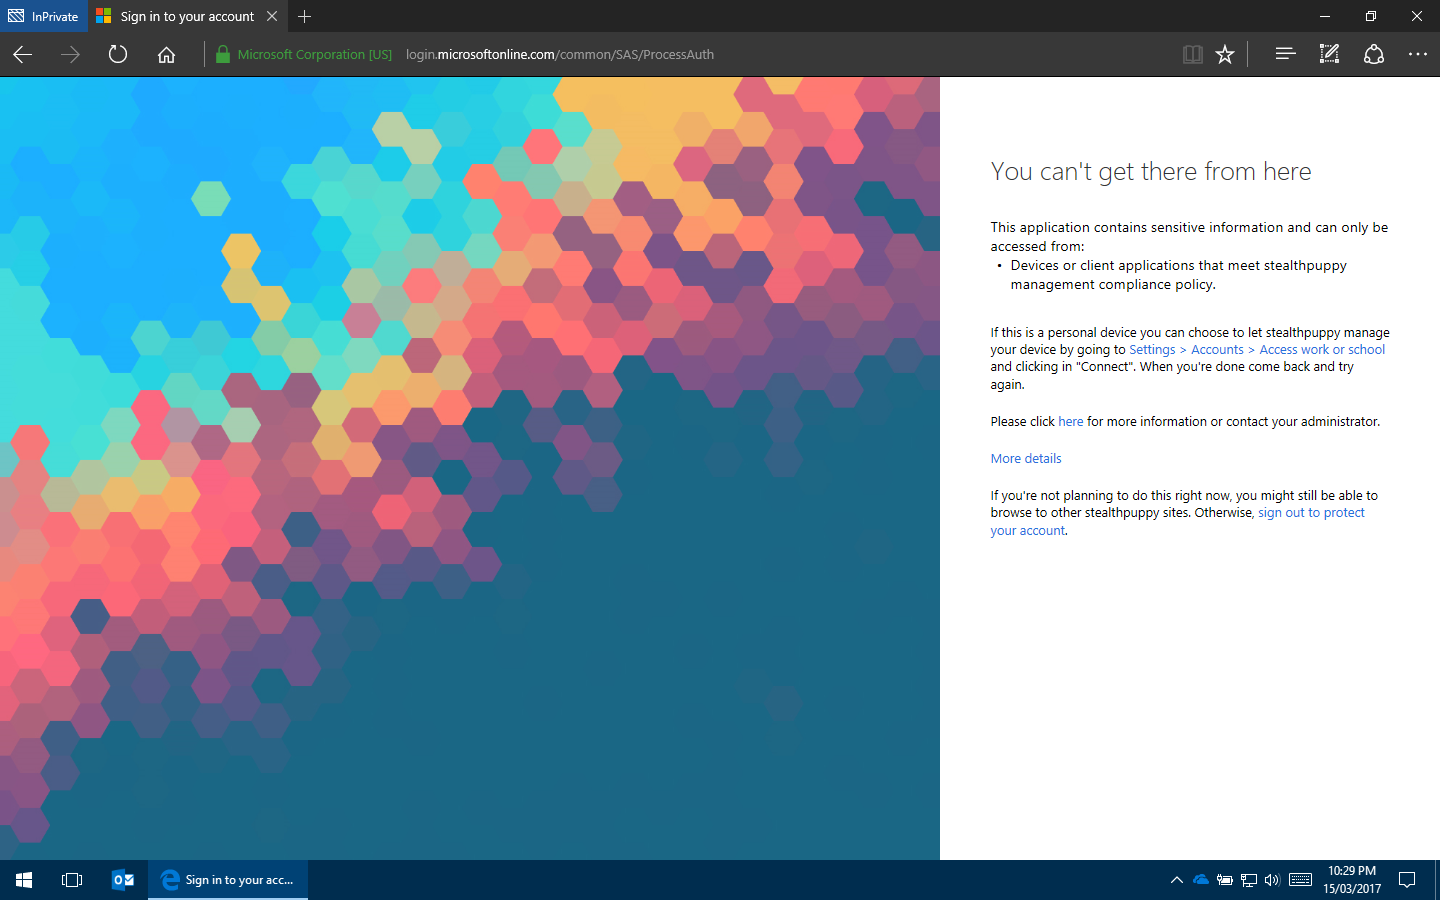 InPrivate
Sign in to your account
Microsoft Corporation [US]
login.microsoftonline.com/common/SAS/ProcessAuth
You can't get there from here
This application contains sensitive information and can only be
accessed from:
• Devices or client applications that meet stealthpuppy
management compliance policy.
If this is a personal device you can choose to let stealthpuppy manage
your device by going to Settings > Accounts > Access work or school
and clicking in "Connect". When you're done come back and try
again.
Please click here for more information or contact your administrator.
More details
If you're not planning to do this right now, you might still be able to
browse to other stealthpuppy sites. Otherwise, sign out to protect
your account.
Sign in to your acc...
10:29 PM
15/03/2017